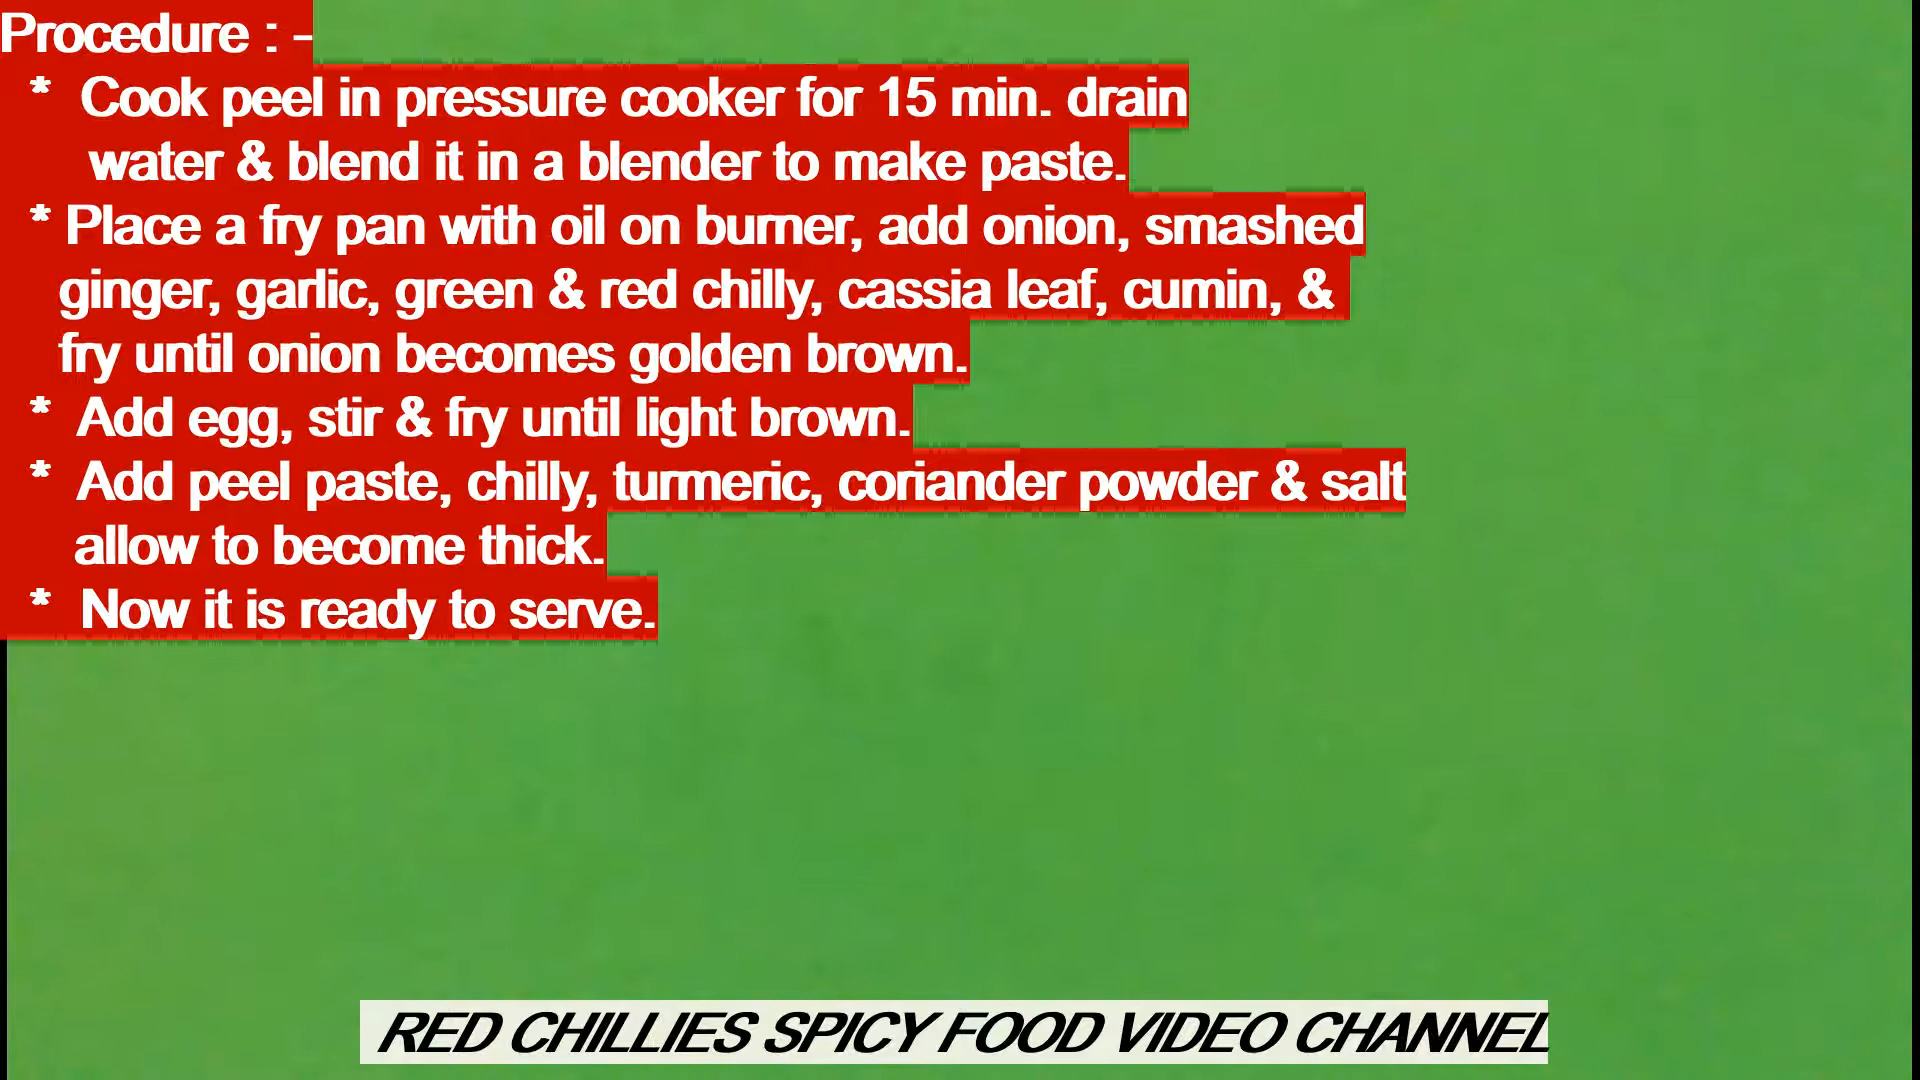 Procedure : -
* Cook peel in pressure cooker for 15 min. drain
water & blend it in a blender to make paste.
* Place a fry pan with oil on burner, add onion, smashed
ginger, garlic, green & red chilly, cassia leaf, cumin, &
fry until onion becomes golden brown.
* Add egg, stir & fry until light brown.
* Add peel paste, chilly, turmeric, coriander powder & salt
allow to become thick.
* Now it is ready to serve.
RED CHILLIES SPICY FOOD VIDEO CHANNEL